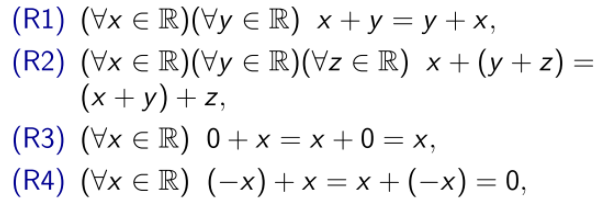 (R1) (∀x ∈ ℝ)(∀y ∈ ℝ) x + y = y + x,
(R2) (∀x ∈ ℝ)(∀y ∈ ℝ)(∀z ∈ ℝ) x + (y + z) =
(x + y) + z,
(R3) (∀x ∈ ℝ) 0 + x = x + 0 = x,
(R4) (∀x ∈ ℝ) (−x) + x = x + (−x) = 0,